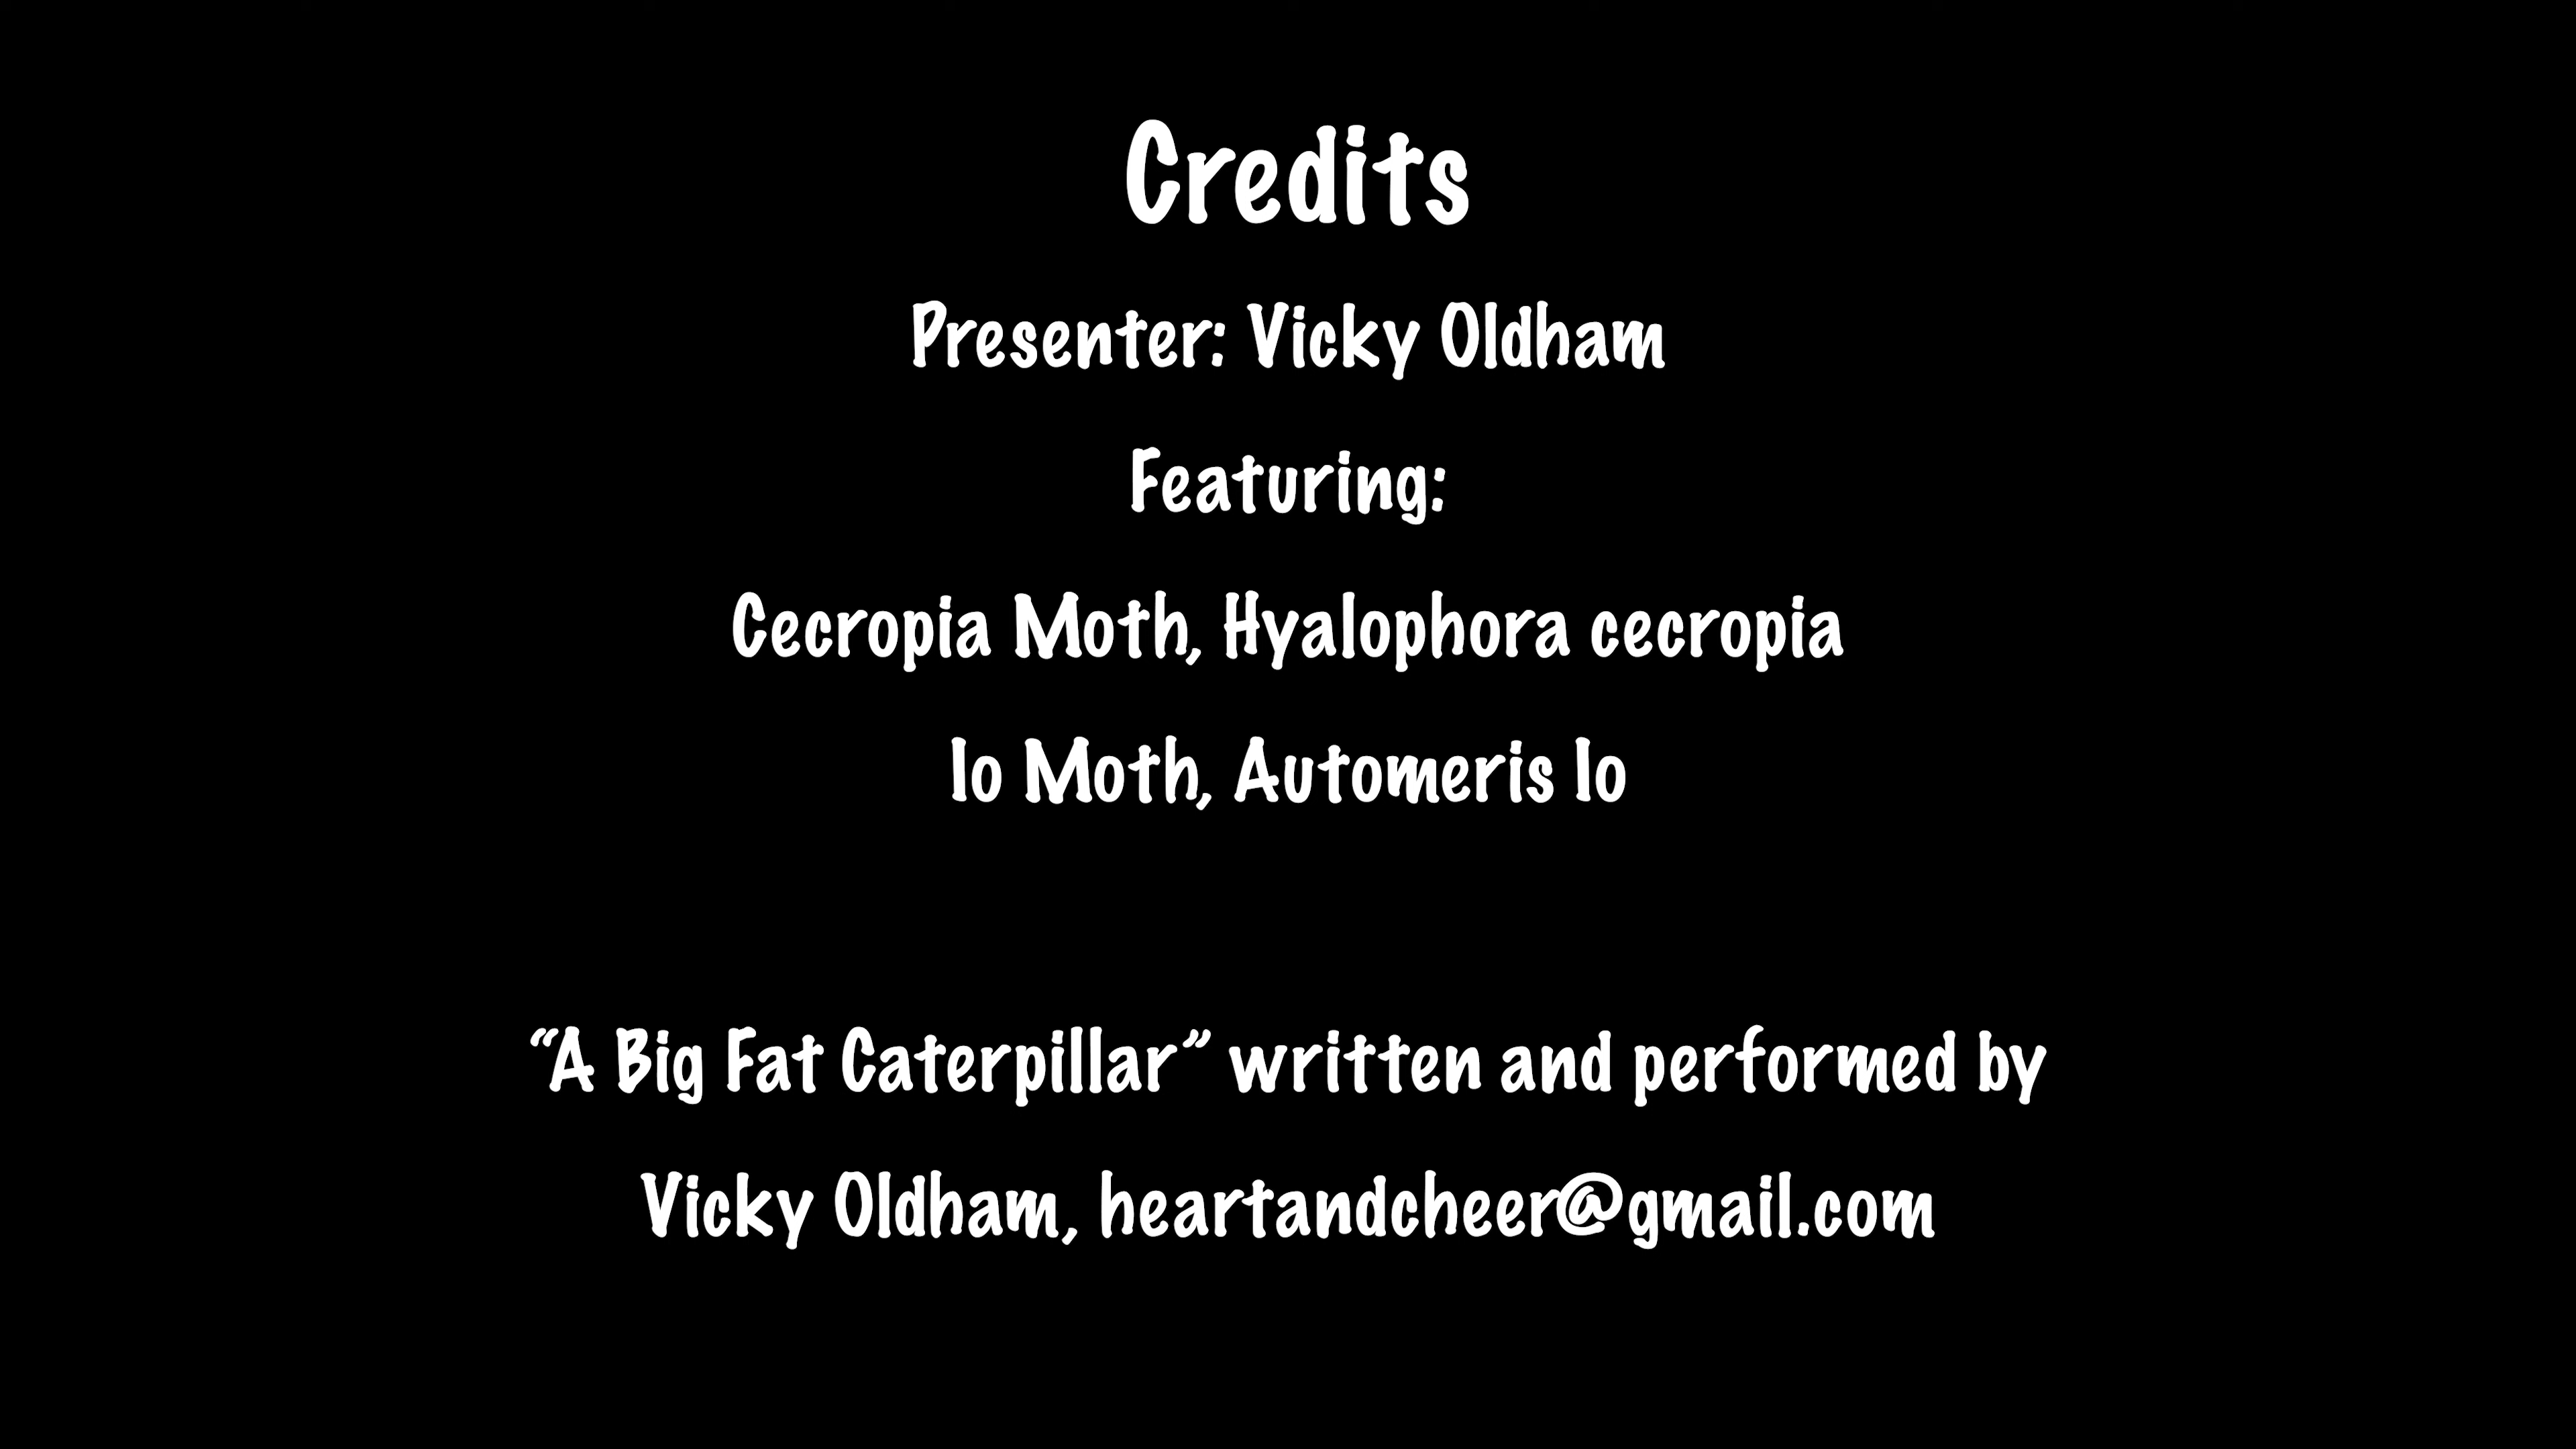 Credits
Presenter: Vicky Oldham
Featuring:
Cecropia Moth, Hyalophora cecropia
Io Moth, Automeris Io
“A Big Fat Caterpillar” written and performed by
Vicky Oldham, heartandcheer@gmail.com